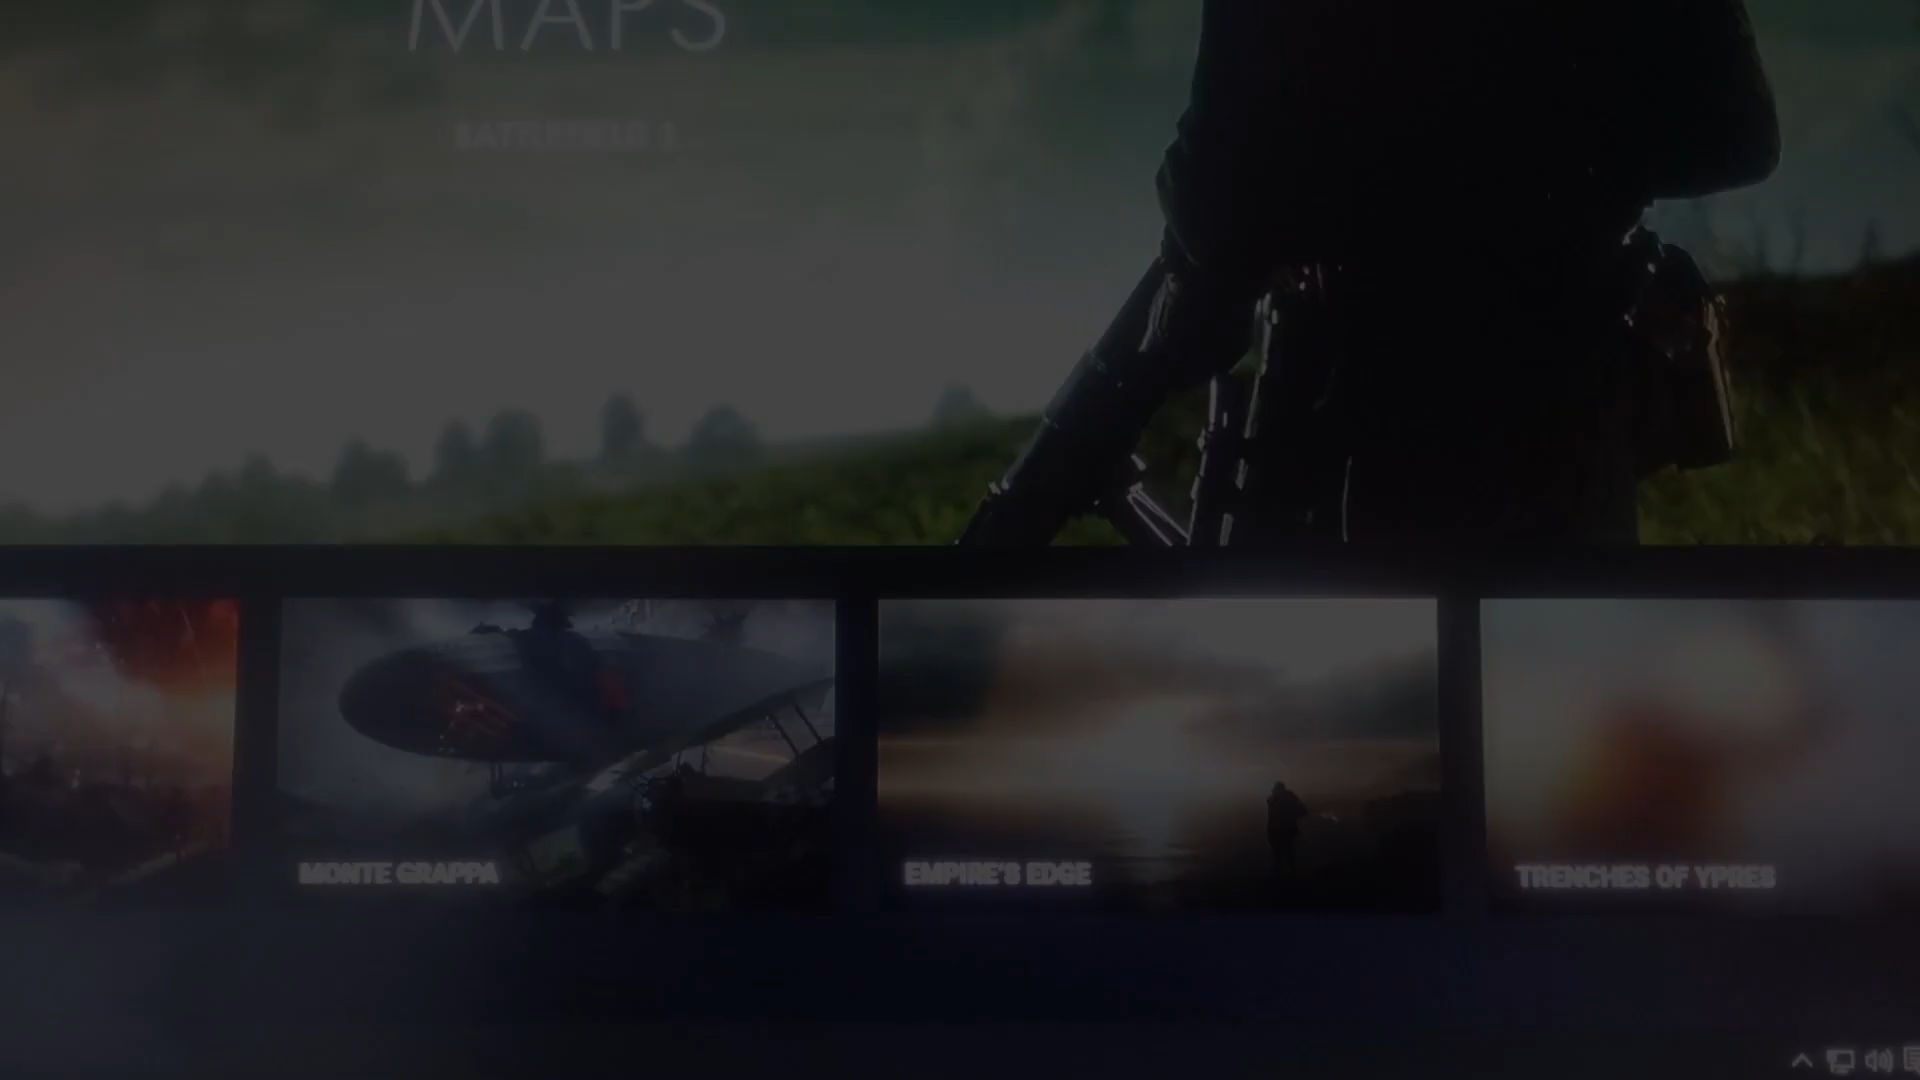 MAPS
BATTLEFIELD 1
MONTE GRAPPA
EMPIRE'S EDGE
TRENCHES OF YPRES